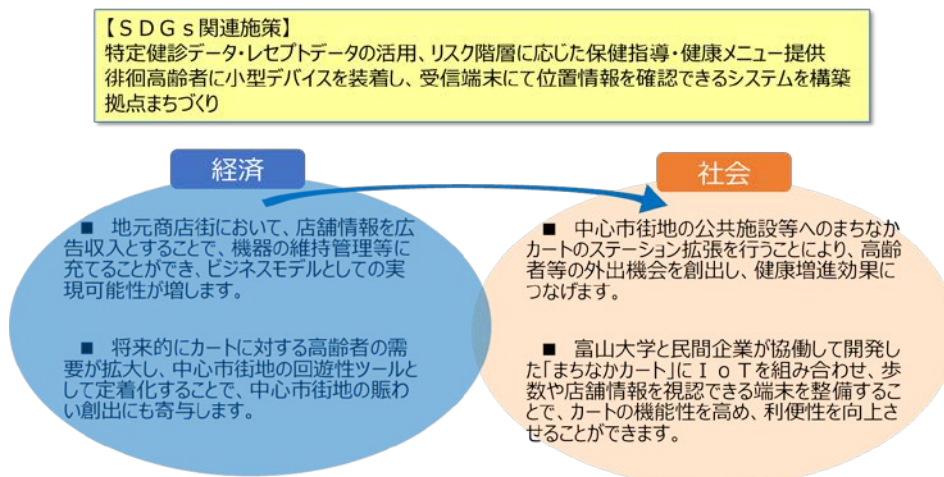 【ＳＤＧｓ関連施策】
特定健診データ・レセプトデータの活用、リスク階層に応じた保健指導・健康メニュー提供
徘徊高齢者に小型デバイスを装着し、受信端末にて位置情報を確認できるシステムを構築
拠点まちづくり
経済
■　地元商店街において、店舗情報を広
告収入とすることで、機器の維持管理等に
充てることができ、ビジネスモデルとしての実
現可能性が増します。
■　将来的にカートに対する高齢者の需
要が拡大し、中心市街地の回遊性ツール
として定着化することで、中心市街地の賑わ
い創出にも寄与します。
社会
■　中心市街地の公共施設等へのまちなか
カートのステーション拡張を行うことにより、高齢
者等の外出機会を創出し、健康増進効果に
つなげます。
■　富山大学と民間企業が協働して開発し
た「まちなかカート」にＩｏＴを組み合わせ、歩
数や店舗情報を視認できる端末を整備するこ
とで、カートの機能性を高め、利便性を向上さ
せることができます。